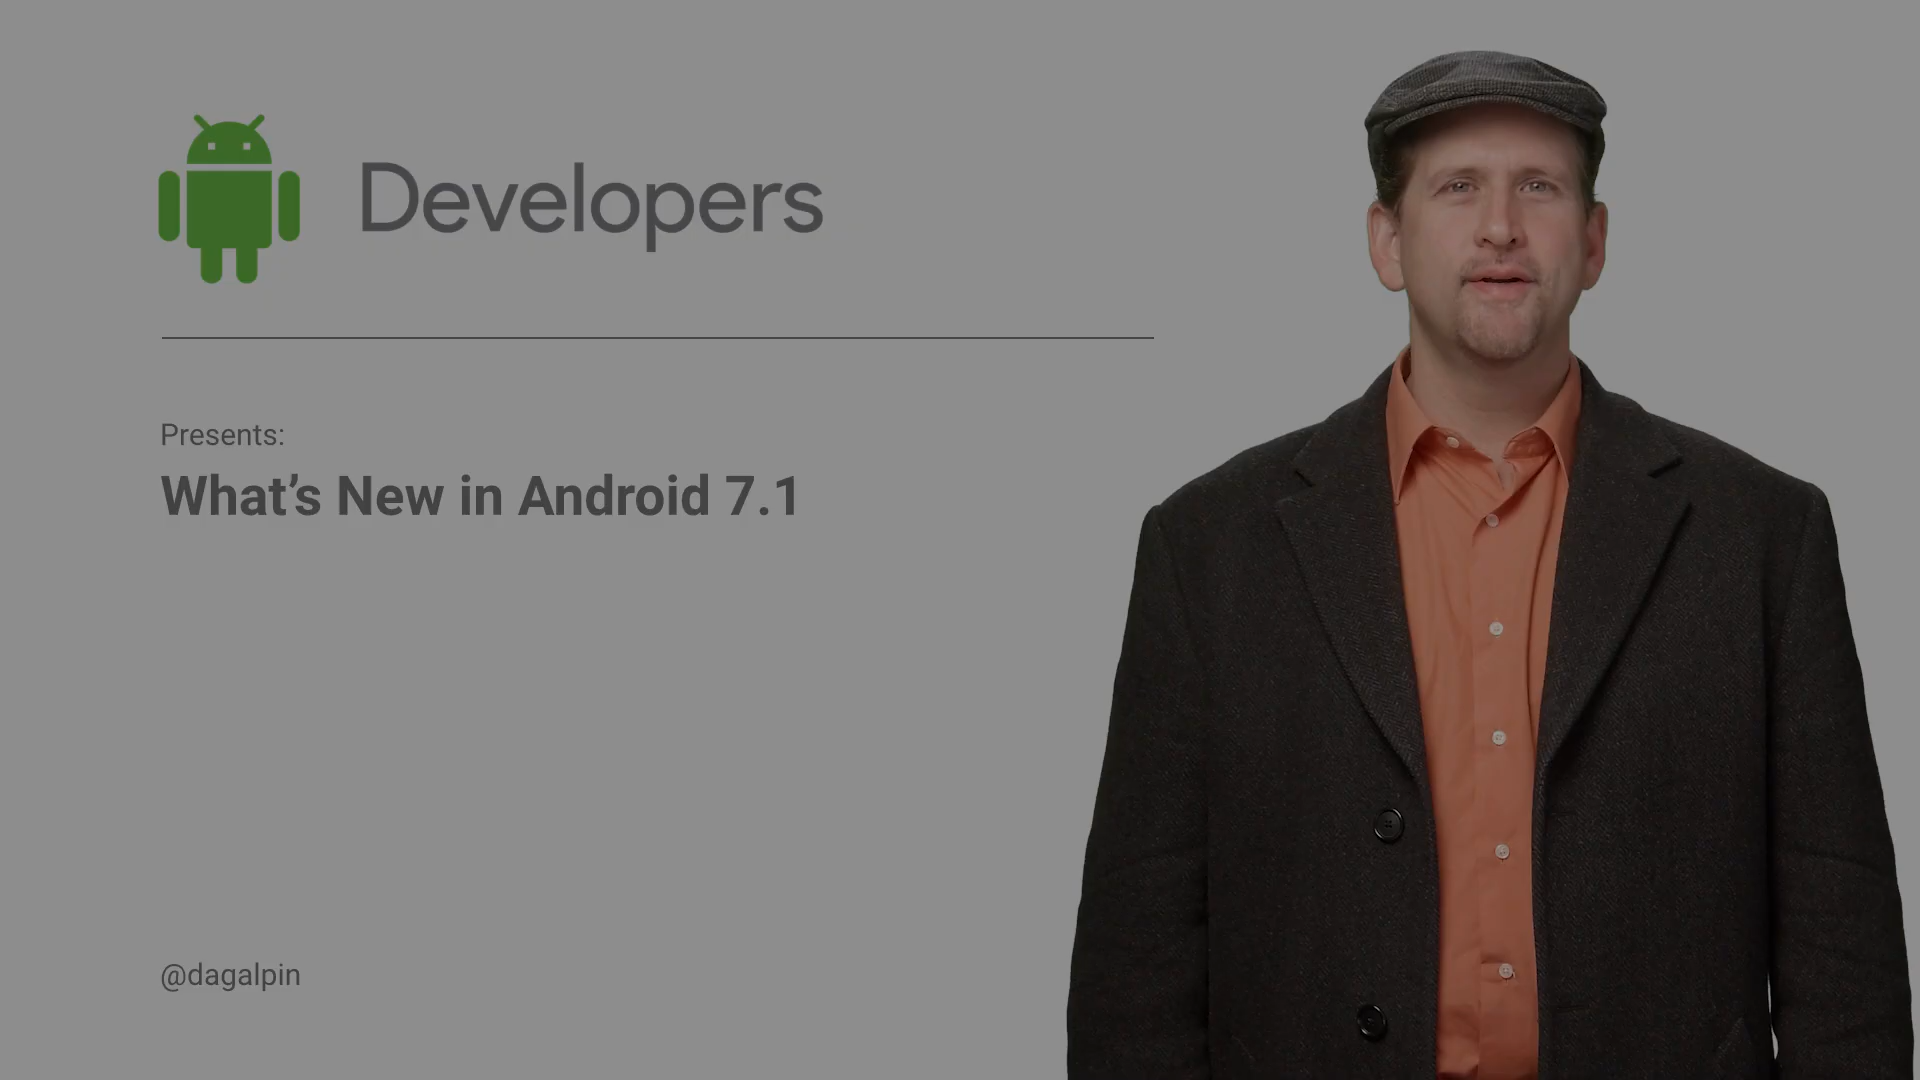 Developers
Presents:
What’s New in Android 7.1
@dagalpin